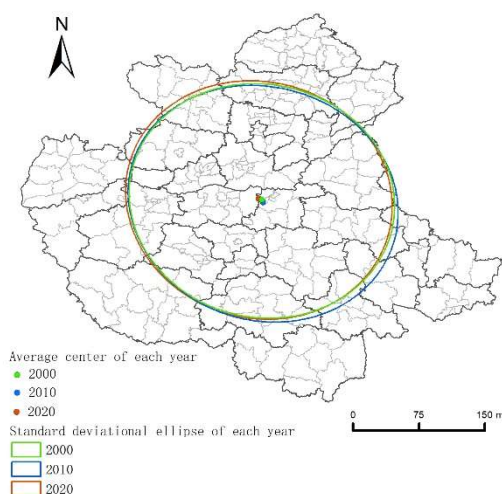 N
Average center of each year
2000
2010
2020
Standard deviational ellipse of each year
2000
2010
2020
0 75 150 m